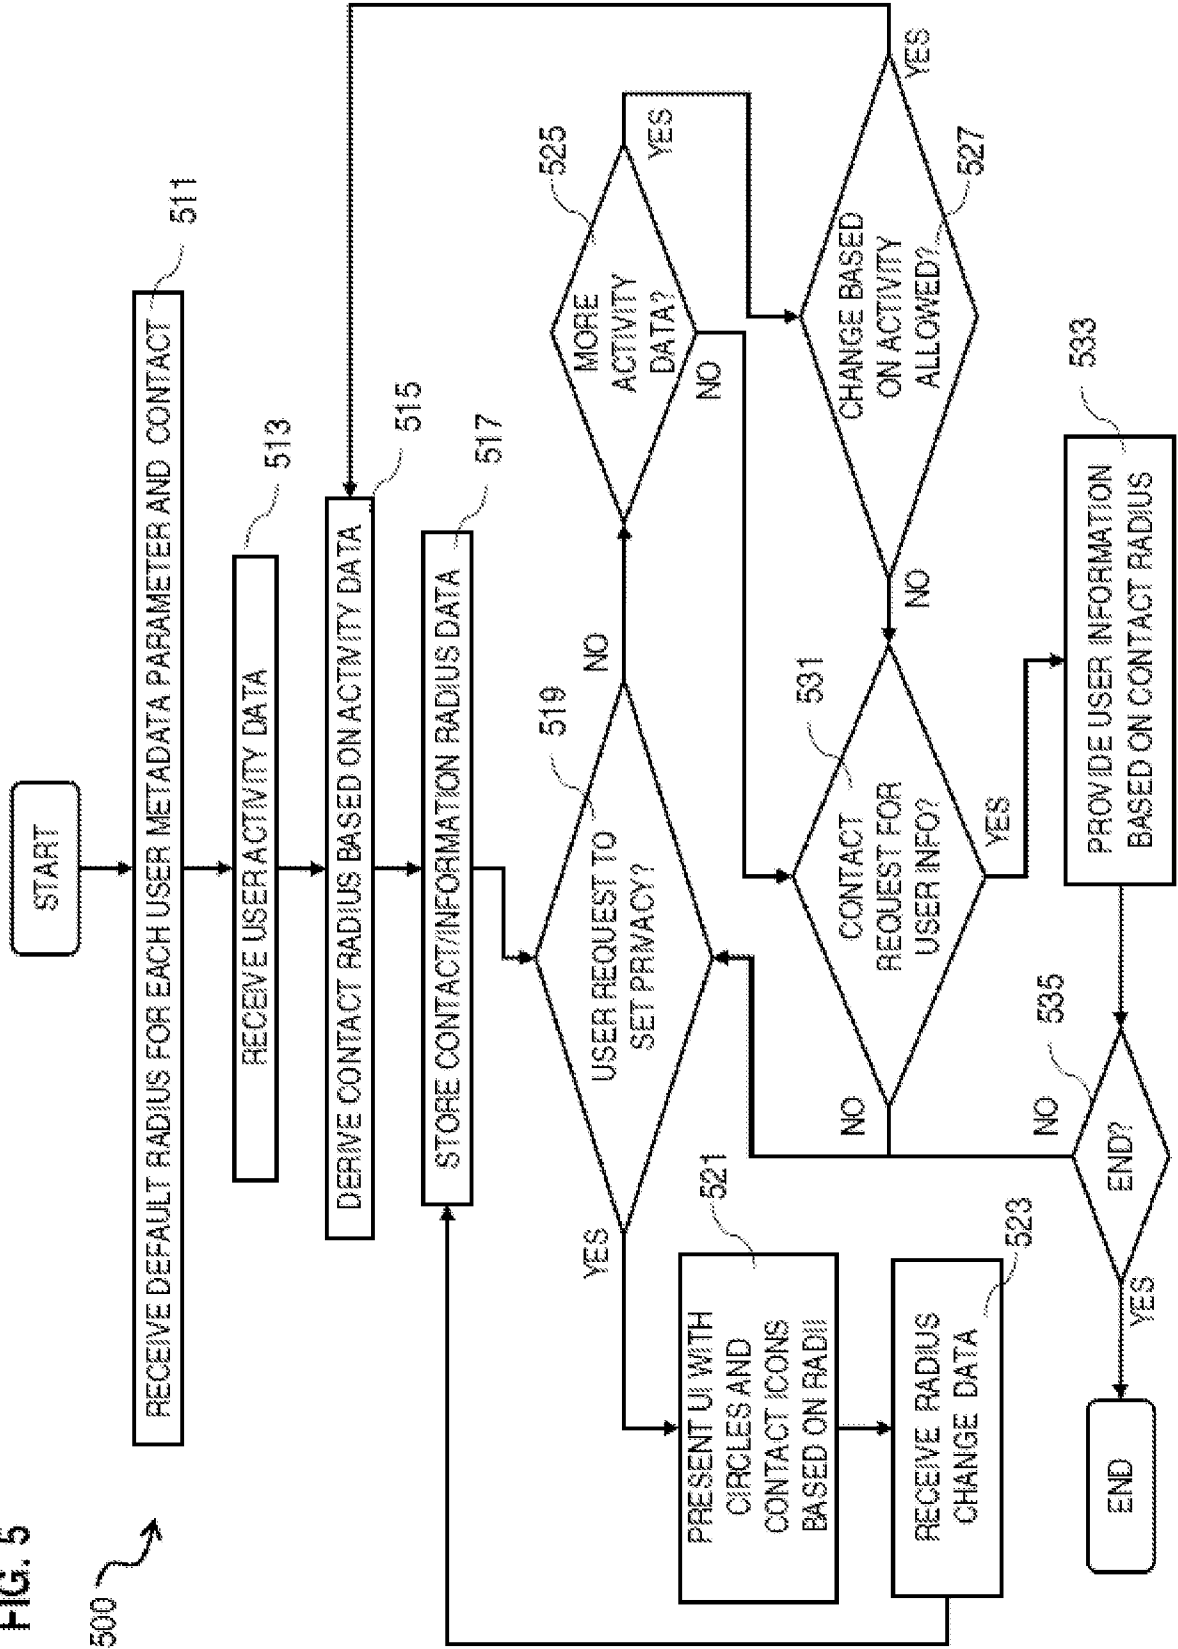 FIG. 5
500
START
511
RECEIVE DEFAULT RADIUS FOR EACH USER METADATA PARAMETER AND CONTACT
513
RECEIVE USER ACTIVITY DATA
515
DERIVE CONTACT RADIUS BASED ON ACTIVITY DATA
517
STORE CONTACT/INFORMATION RADIUS DATA
519
USER REQUEST TO
SET PRIVACY?
YES
NO
521
PRESENT UI WITH
CIRCLES AND
CONTACT ICONS
BASED ON RADII
523
RECEIVE RADIUS
CHANGE DATA
525
MORE
ACTIVITY
DATA?
YES
NO
527
CHANGE BASED
ON ACTIVITY
ALLOWED?
YES
NO
531
CONTACT
REQUEST FOR
USER INFO?
NO
YES
533
PROVIDE USER INFORMATION
BASED ON CONTACT RADIUS
535
END?
NO
YES
END